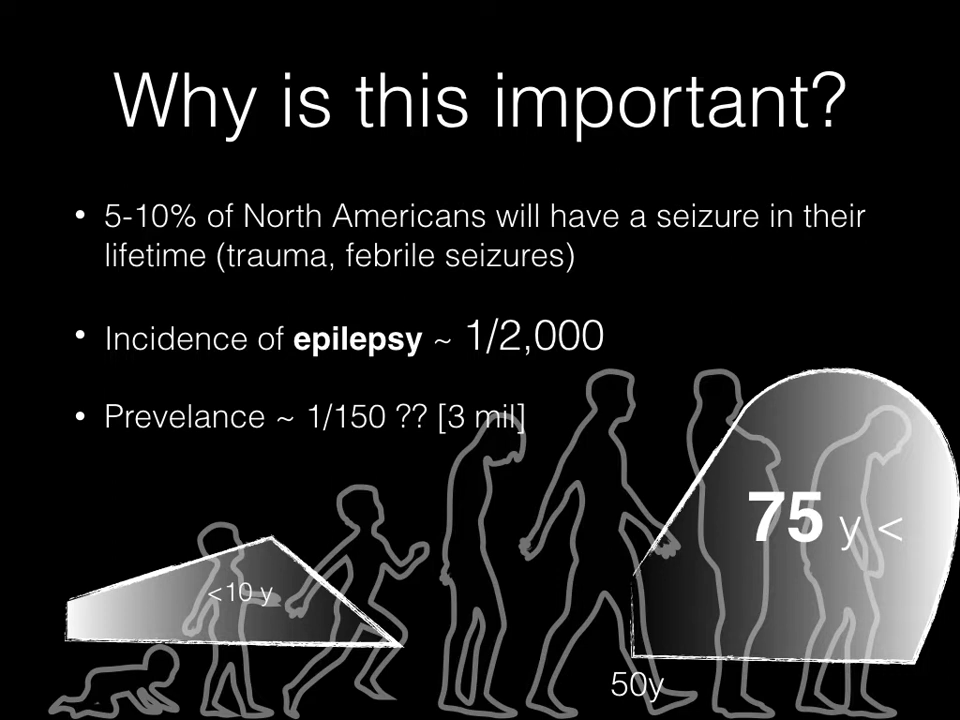 Why is this important?
• 5-10% of North Americans will have a seizure in their
lifetime (trauma, febrile seizures)
• Incidence of epilepsy ~ 1/2,000
• Prevelance ~ 1/150 ?? [3 mil]
75 y <
<10 y
50y